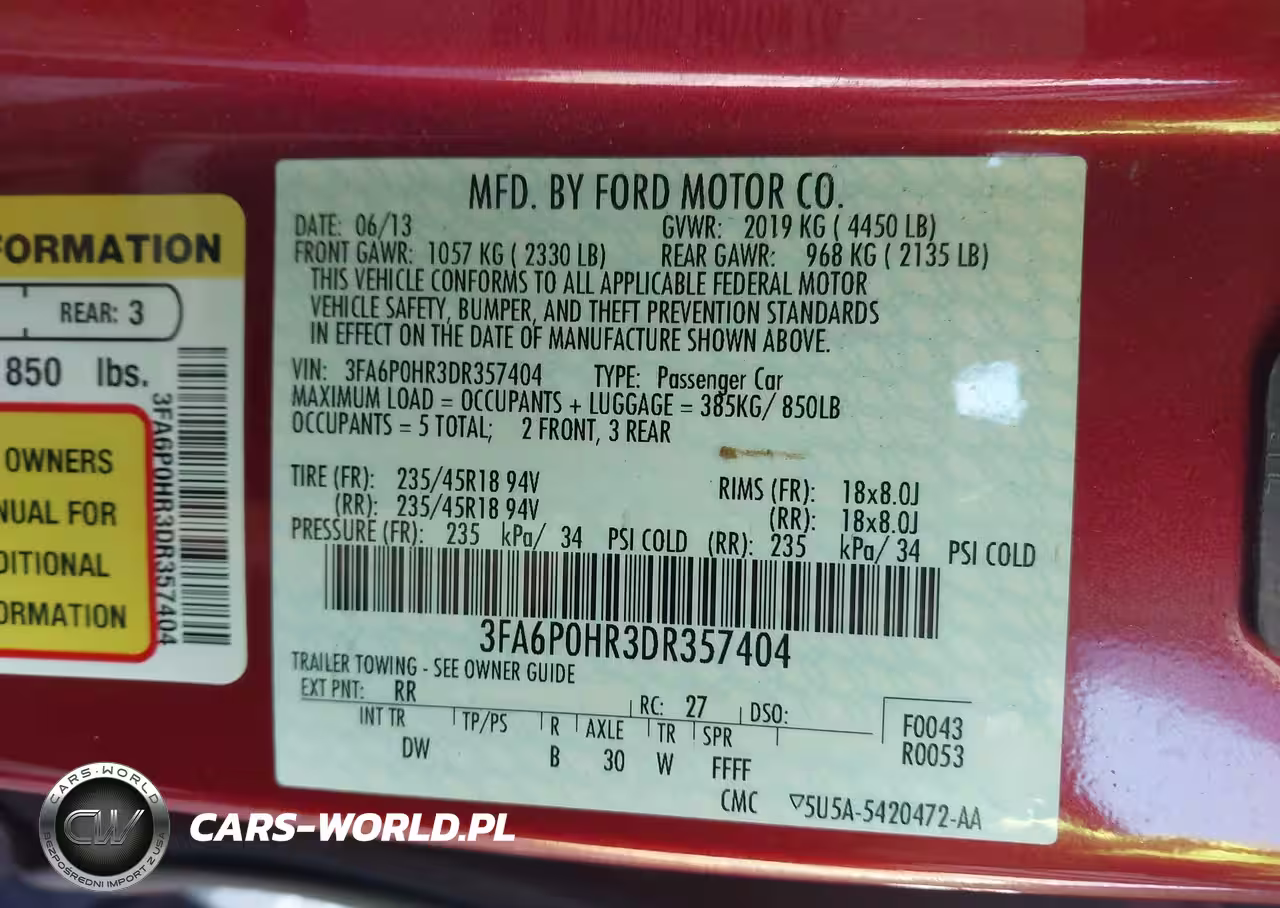 FORMATION
REAR: 3
850 lbs.
OWNERS
NUAL FOR
DITIONAL
ORMATION
3FA6P0HR3DR357404
MFD. BY FORD MOTOR CO.
DATE: 06/13 GVWR: 2019 KG ( 4450 LB)
FRONT GAWR: 1057 KG ( 2330 LB) REAR GAWR: 968 KG ( 2135 LB)
THIS VEHICLE CONFORMS TO ALL APPLICABLE FEDERAL MOTOR
VEHICLE SAFETY, BUMPER, AND THEFT PREVENTION STANDARDS
IN EFFECT ON THE DATE OF MANUFACTURE SHOWN ABOVE.
VIN: 3FA6P0HR3DR357404 TYPE: Passenger Car
MAXIMUM LOAD = OCCUPANTS + LUGGAGE = 385KG/ 850LB
OCCUPANTS = 5 TOTAL; 2 FRONT, 3 REAR
TIRE (FR): 235/45R18 94V RIMS (FR): 18x8.0J
(RR): 235/45R18 94V (RR): 18x8.0J
PRESSURE (FR): 235 kPa/ 34 PSI COLD (RR): 235 kPa/ 34 PSI COLD
3FA6P0HR3DR357404
TRAILER TOWING - SEE OWNER GUIDE
EXT PNT: RR RC: 27 DSO:
INT TR TP/PS R AXLE TR SPR F0043
DW B 30 W FFFF R0053
CMC ▽5U5A-5420472-AA
CARS-WORLD
CW
BEZPOŚREDNI IMPORT Z USA
CARS-WORLD.PL